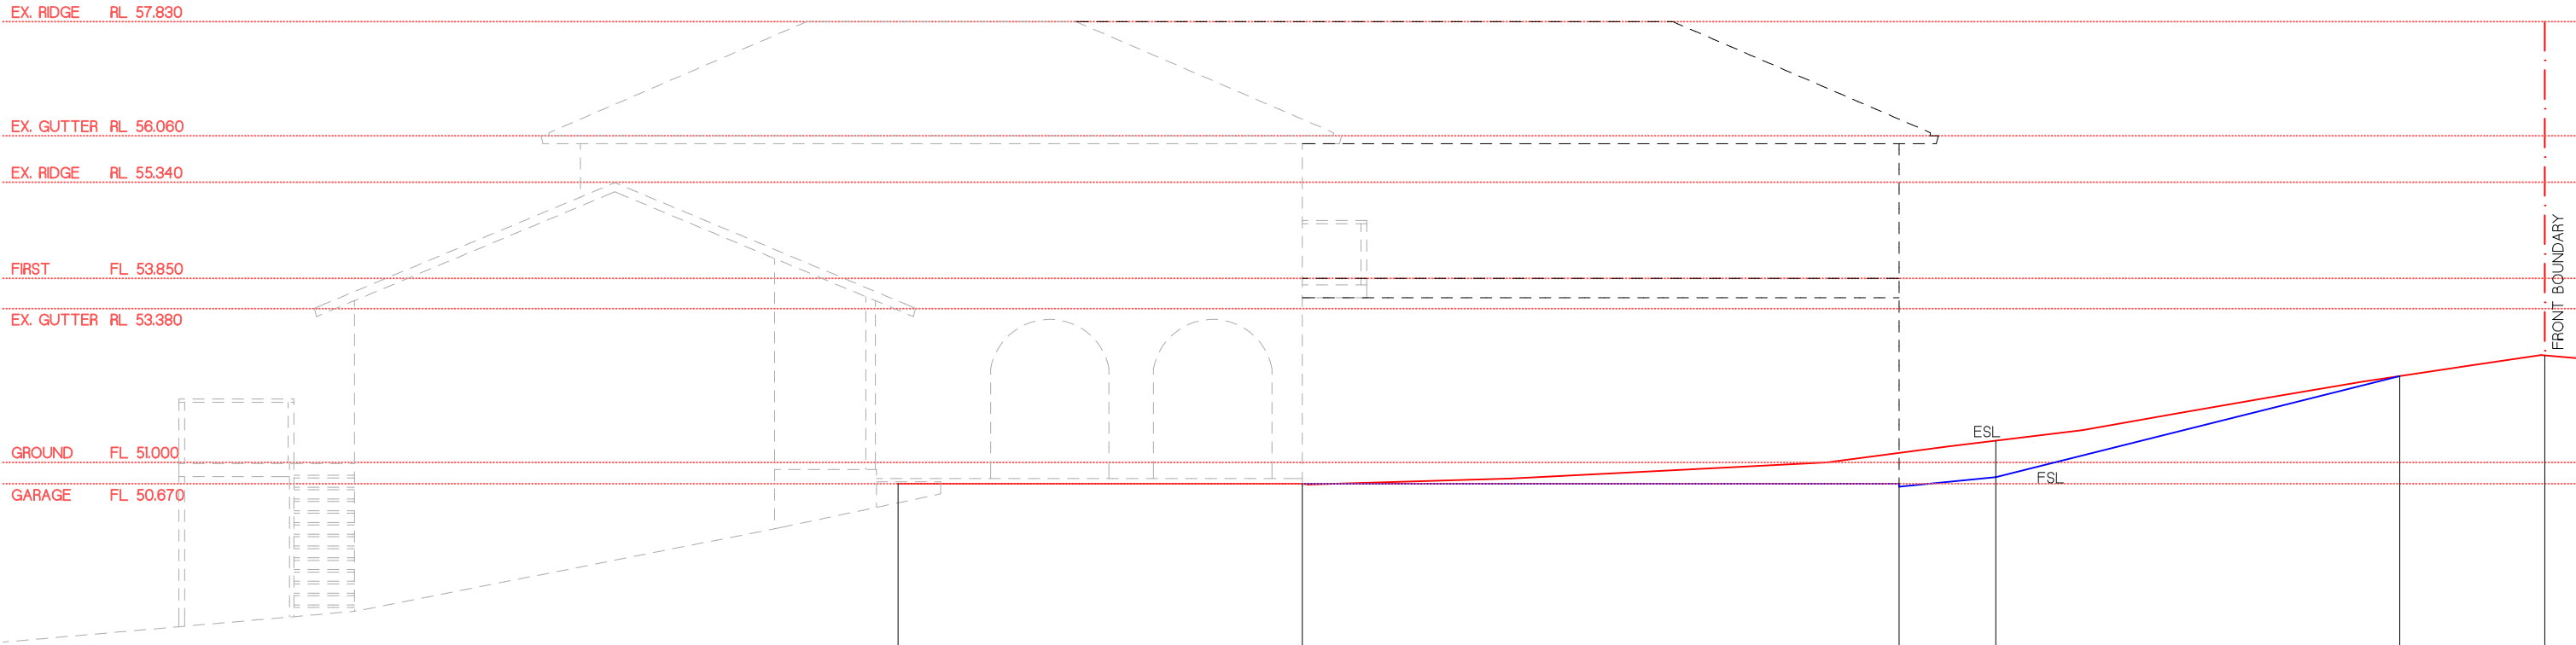 EX. RIDGE RL 57.830
EX. GUTTER RL 56.060
EX. RIDGE RL 55.340
FIRST FL 53.850
EX. GUTTER RL 53.380
GROUND FL 51.000
GARAGE FL 50.670
ESL
FSL
FRONT BOUNDARY